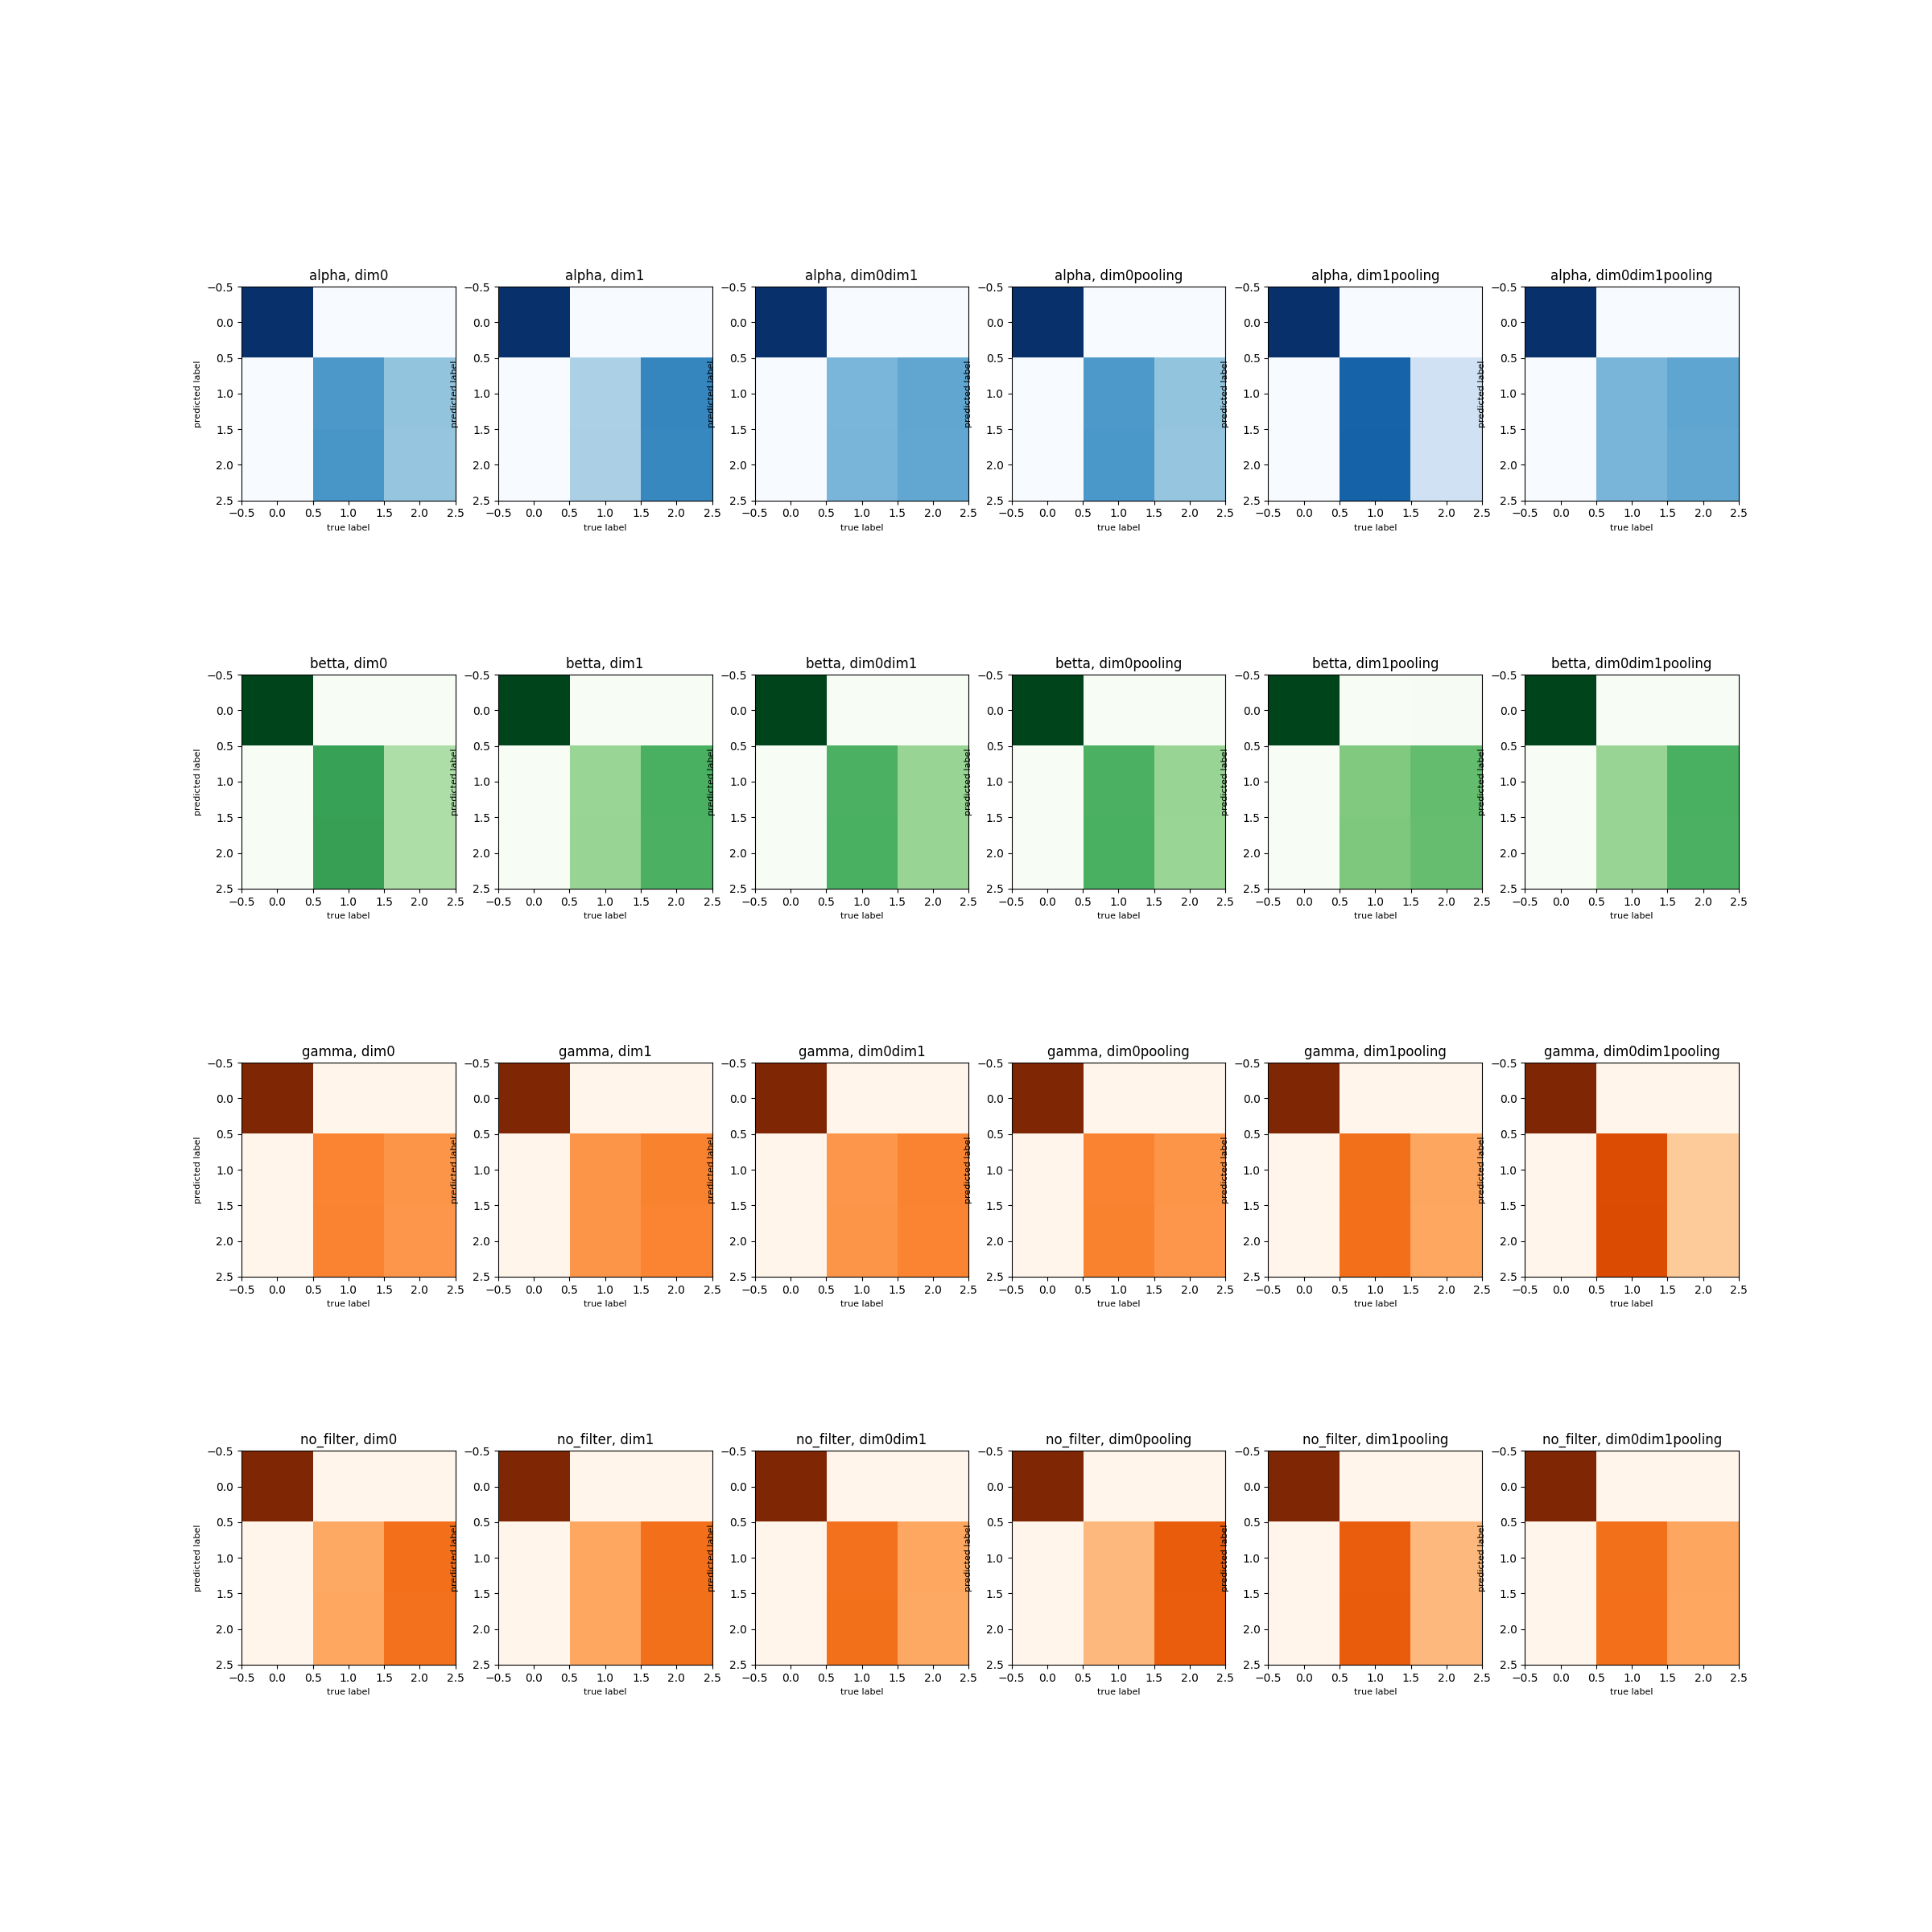 alpha, dim0 alpha, dim1 alpha, dim0dim1 alpha, dim0pooling alpha, dim1pooling alpha, dim0dim1pooling
−0.5 −0.5 −0.5 −0.5 −0.5 −0.5
0.0 0.0 0.0 0.0 0.0 0.0
0.5 0.5 0.5 0.5 0.5 0.5
predicted label predicted label predicted label predicted label predicted label predicted label
1.0 1.0 1.0 1.0 1.0 1.0
1.5 1.5 1.5 1.5 1.5 1.5
2.0 2.0 2.0 2.0 2.0 2.0
2.5 2.5 2.5 2.5 2.5 2.5
−0.5 0.0 0.5 1.0 1.5 2.0 2.5 −0.5 0.0 0.5 1.0 1.5 2.0 2.5 −0.5 0.0 0.5 1.0 1.5 2.0 2.5 −0.5 0.0 0.5 1.0 1.5 2.0 2.5 −0.5 0.0 0.5 1.0 1.5 2.0 2.5 −0.5 0.0 0.5 1.0 1.5 2.0 2.5
true label true label true label true label true label true label
betta, dim0 betta, dim1 betta, dim0dim1 betta, dim0pooling betta, dim1pooling betta, dim0dim1pooling
−0.5 −0.5 −0.5 −0.5 −0.5 −0.5
0.0 0.0 0.0 0.0 0.0 0.0
0.5 0.5 0.5 0.5 0.5 0.5
predicted label predicted label predicted label predicted label predicted label predicted label
1.0 1.0 1.0 1.0 1.0 1.0
1.5 1.5 1.5 1.5 1.5 1.5
2.0 2.0 2.0 2.0 2.0 2.0
2.5 2.5 2.5 2.5 2.5 2.5
−0.5 0.0 0.5 1.0 1.5 2.0 2.5 −0.5 0.0 0.5 1.0 1.5 2.0 2.5 −0.5 0.0 0.5 1.0 1.5 2.0 2.5 −0.5 0.0 0.5 1.0 1.5 2.0 2.5 −0.5 0.0 0.5 1.0 1.5 2.0 2.5 −0.5 0.0 0.5 1.0 1.5 2.0 2.5
true label true label true label true label true label true label
gamma, dim0 gamma, dim1 gamma, dim0dim1 gamma, dim0pooling gamma, dim1pooling gamma, dim0dim1pooling
−0.5 −0.5 −0.5 −0.5 −0.5 −0.5
0.0 0.0 0.0 0.0 0.0 0.0
0.5 0.5 0.5 0.5 0.5 0.5
predicted label predicted label predicted label predicted label predicted label predicted label
1.0 1.0 1.0 1.0 1.0 1.0
1.5 1.5 1.5 1.5 1.5 1.5
2.0 2.0 2.0 2.0 2.0 2.0
2.5 2.5 2.5 2.5 2.5 2.5
−0.5 0.0 0.5 1.0 1.5 2.0 2.5 −0.5 0.0 0.5 1.0 1.5 2.0 2.5 −0.5 0.0 0.5 1.0 1.5 2.0 2.5 −0.5 0.0 0.5 1.0 1.5 2.0 2.5 −0.5 0.0 0.5 1.0 1.5 2.0 2.5 −0.5 0.0 0.5 1.0 1.5 2.0 2.5
true label true label true label true label true label true label
no_filter, dim0 no_filter, dim1 no_filter, dim0dim1 no_filter, dim0pooling no_filter, dim1pooling no_filter, dim0dim1pooling
−0.5 −0.5 −0.5 −0.5 −0.5 −0.5
0.0 0.0 0.0 0.0 0.0 0.0
0.5 0.5 0.5 0.5 0.5 0.5
predicted label predicted label predicted label predicted label predicted label predicted label
1.0 1.0 1.0 1.0 1.0 1.0
1.5 1.5 1.5 1.5 1.5 1.5
2.0 2.0 2.0 2.0 2.0 2.0
2.5 2.5 2.5 2.5 2.5 2.5
−0.5 0.0 0.5 1.0 1.5 2.0 2.5 −0.5 0.0 0.5 1.0 1.5 2.0 2.5 −0.5 0.0 0.5 1.0 1.5 2.0 2.5 −0.5 0.0 0.5 1.0 1.5 2.0 2.5 −0.5 0.0 0.5 1.0 1.5 2.0 2.5 −0.5 0.0 0.5 1.0 1.5 2.0 2.5
true label true label true label true label true label true label